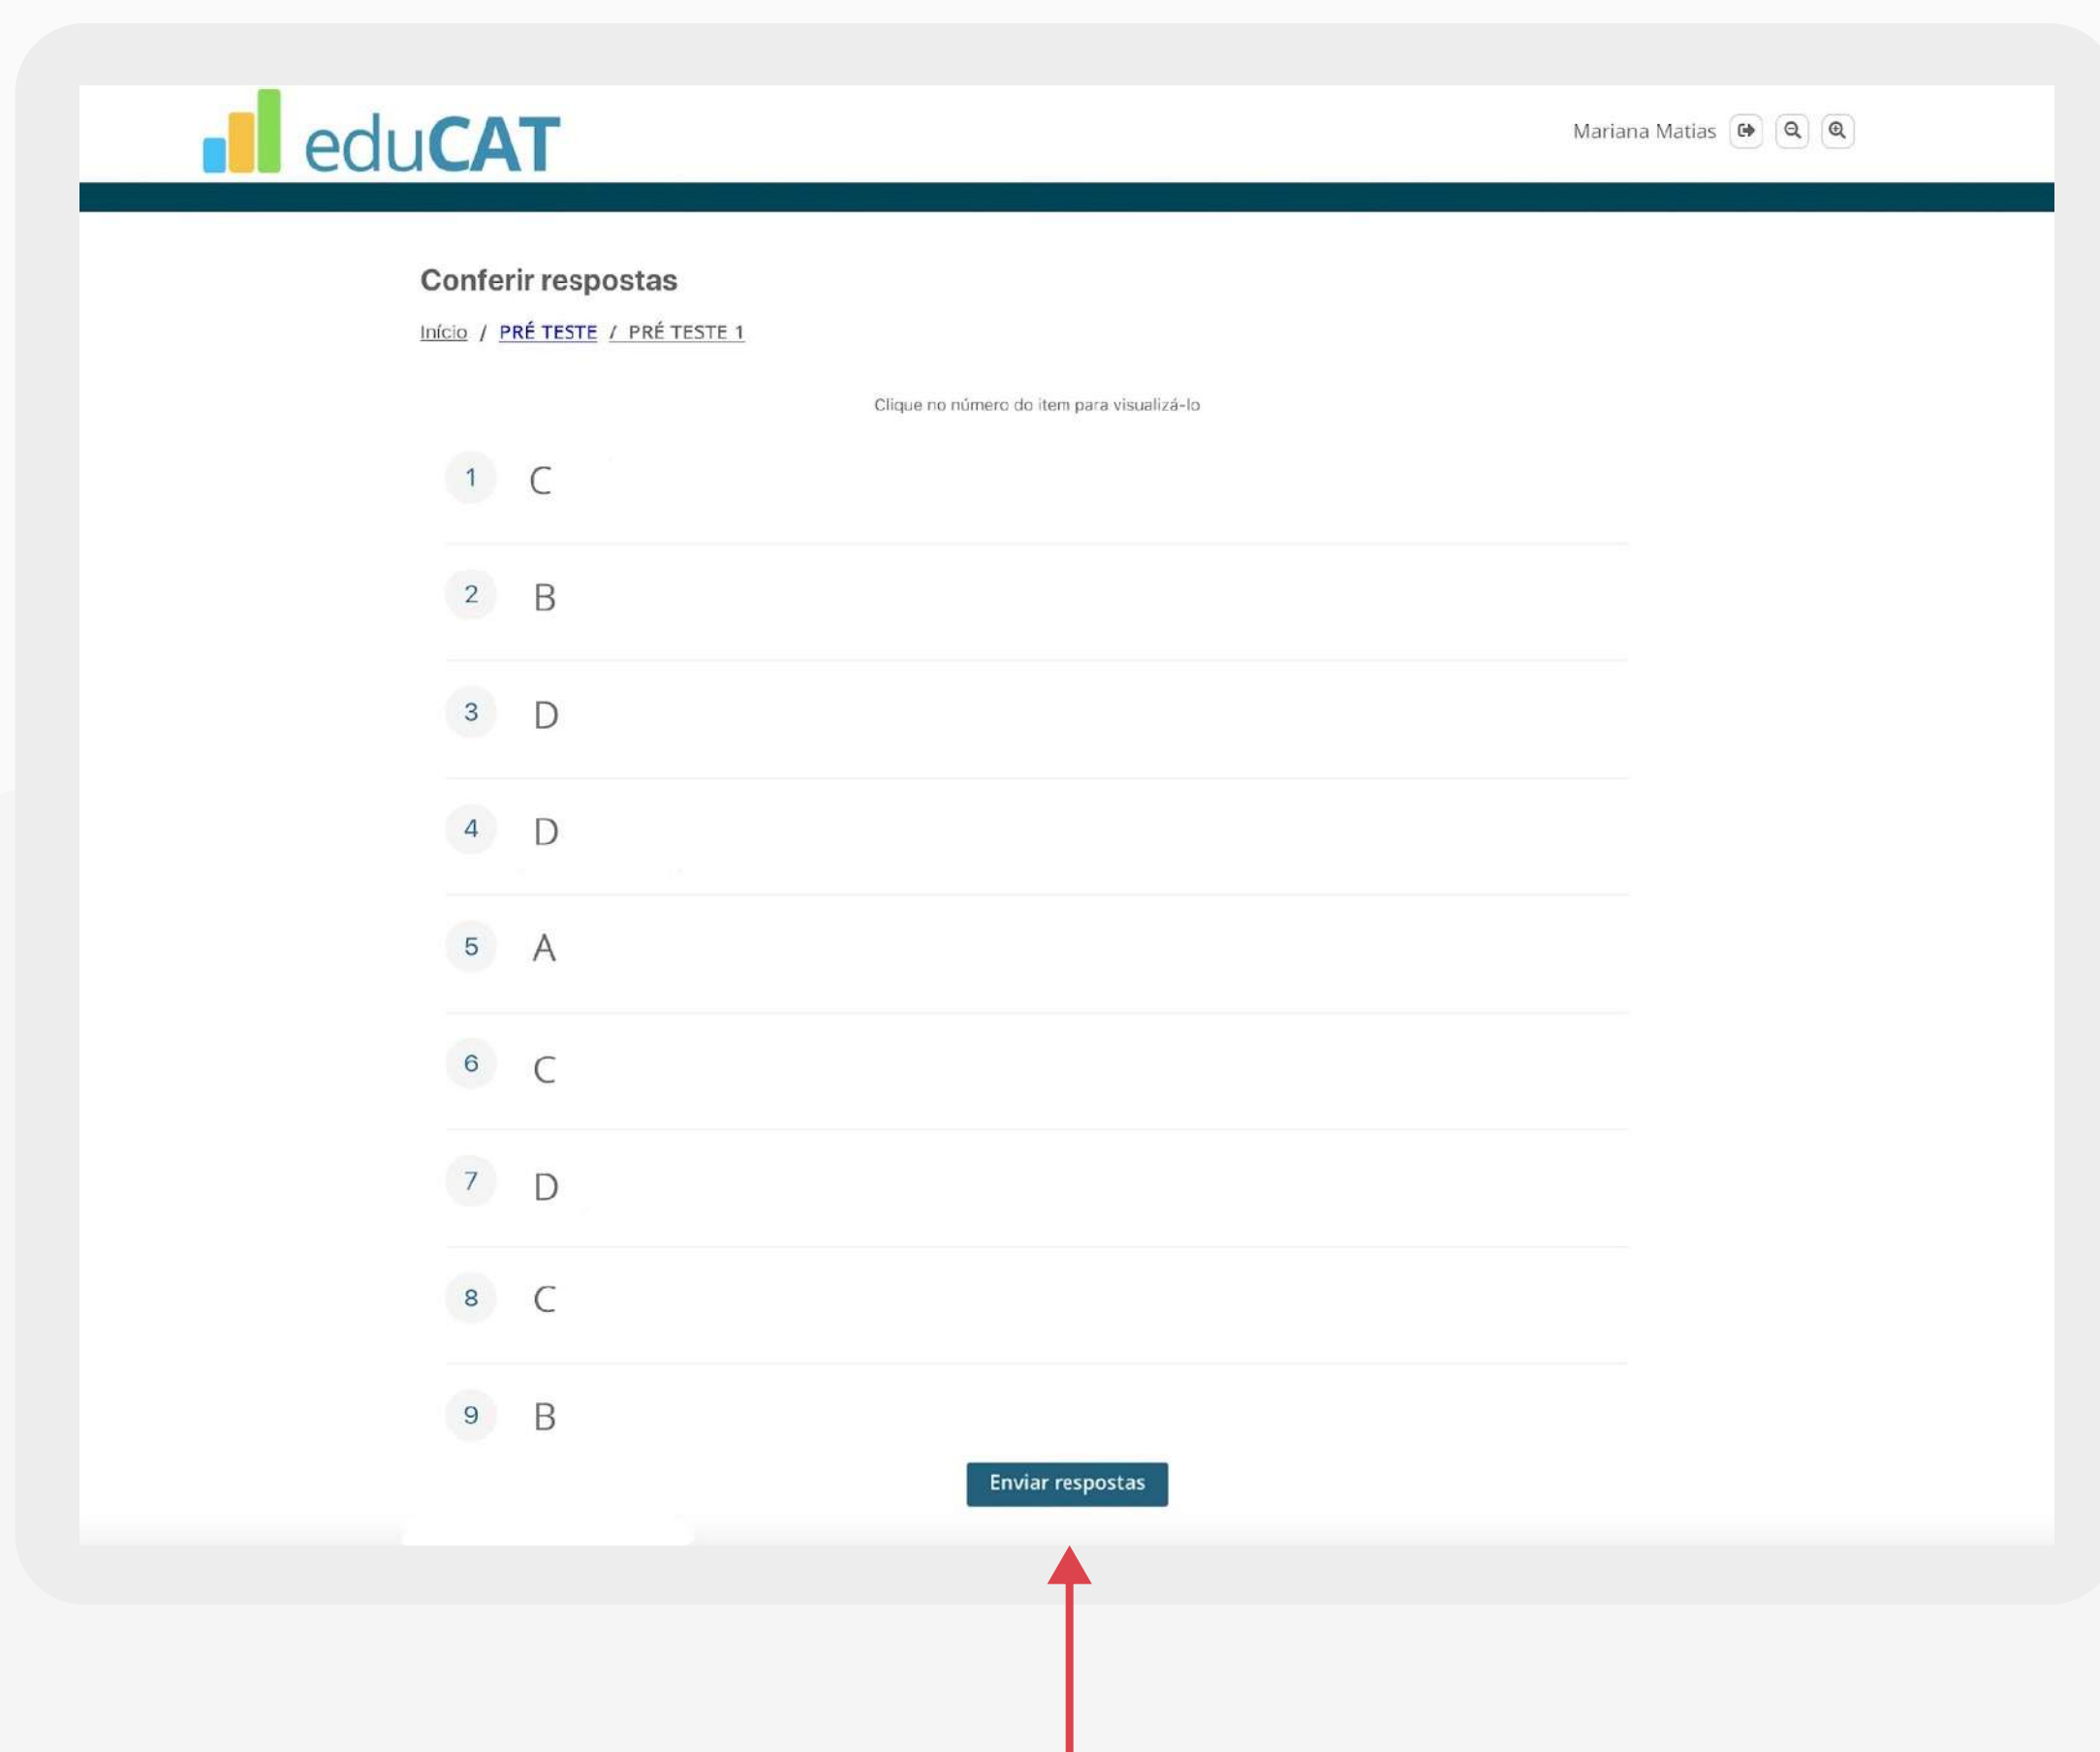 eduCAT
Mariana Matias
Conferir respostas
Início / PRÉ TESTE / PRÉ TESTE 1
Clique no número do item para visualizá-lo
1 C
2 B
3 D
4 D
5 A
6 C
7 D
8 C
9 B
Enviar respostas